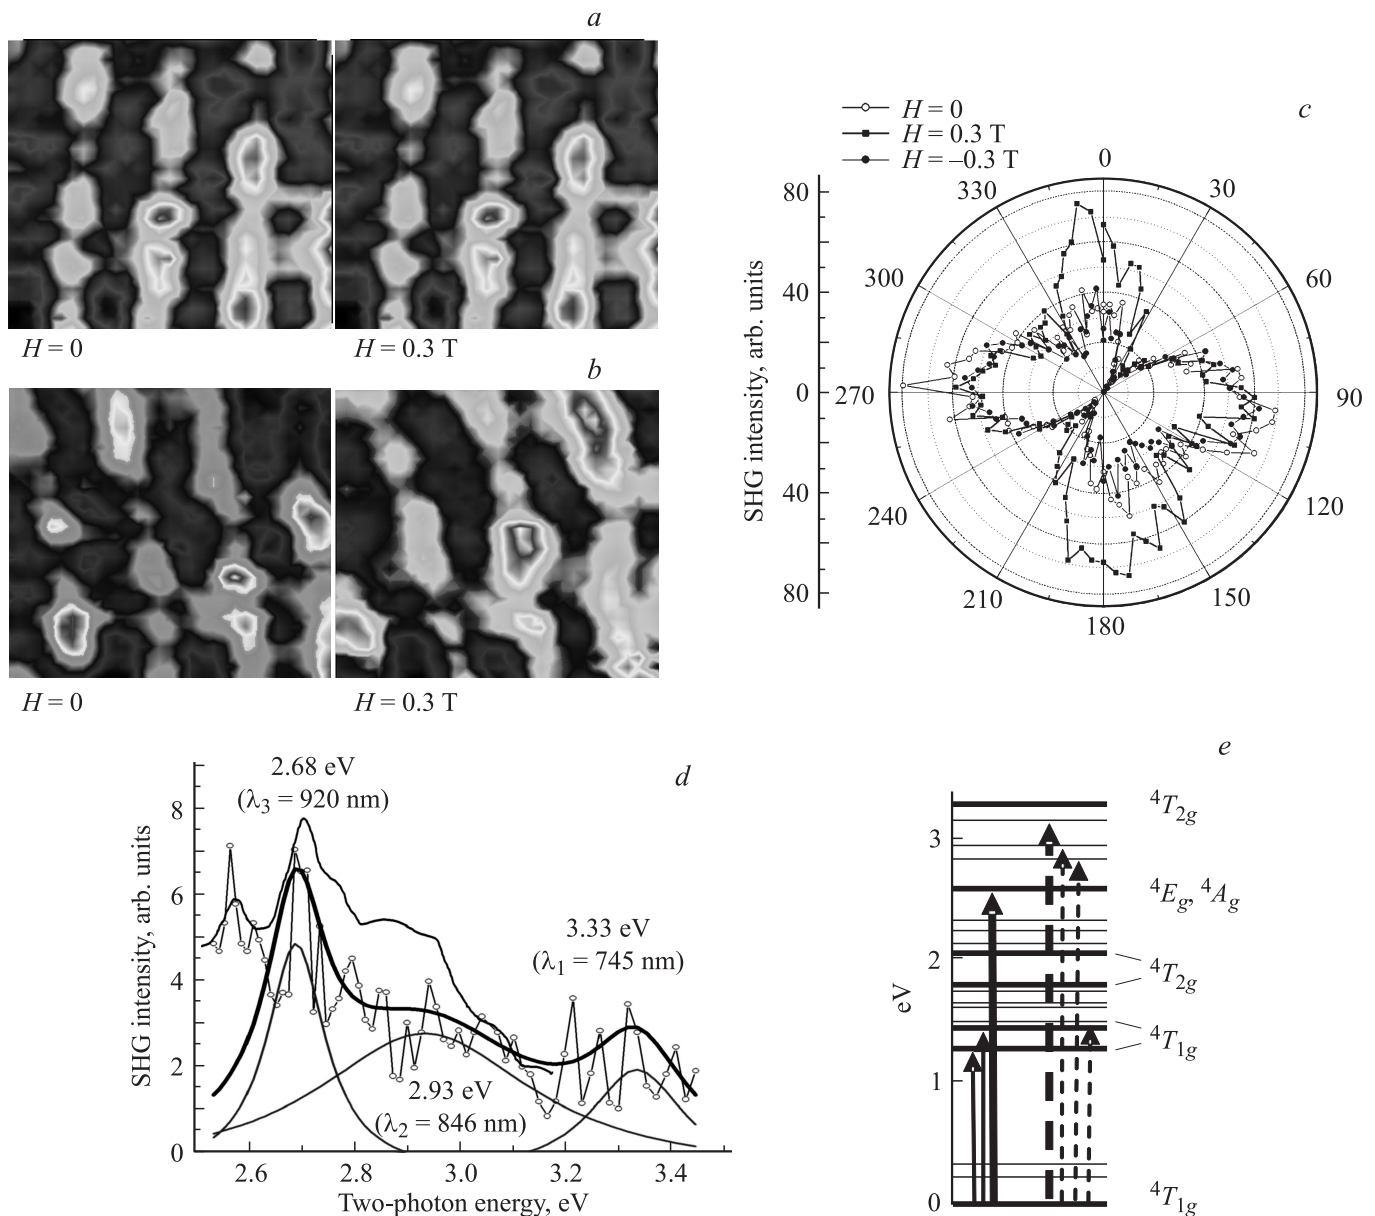 a
H = 0
H = 0.3 T
b
H = 0
H = 0.3 T
c
H = 0
H = 0.3 T
H = –0.3 T
SHG intensity, arb. units
80
40
0
40
80
0
30
60
90
120
150
180
210
240
270
300
330
d
SHG intensity, arb. units
8
6
4
2
0
2.68 eV
(λ3 = 920 nm)
3.33 eV
(λ1 = 745 nm)
2.93 eV
(λ2 = 846 nm)
2.6
2.8
3.0
3.2
3.4
Two-photon energy, eV
e
eV
3
2
1
0
4T2g
4Eg, 4Ag
4T2g
4T1g
4T1g